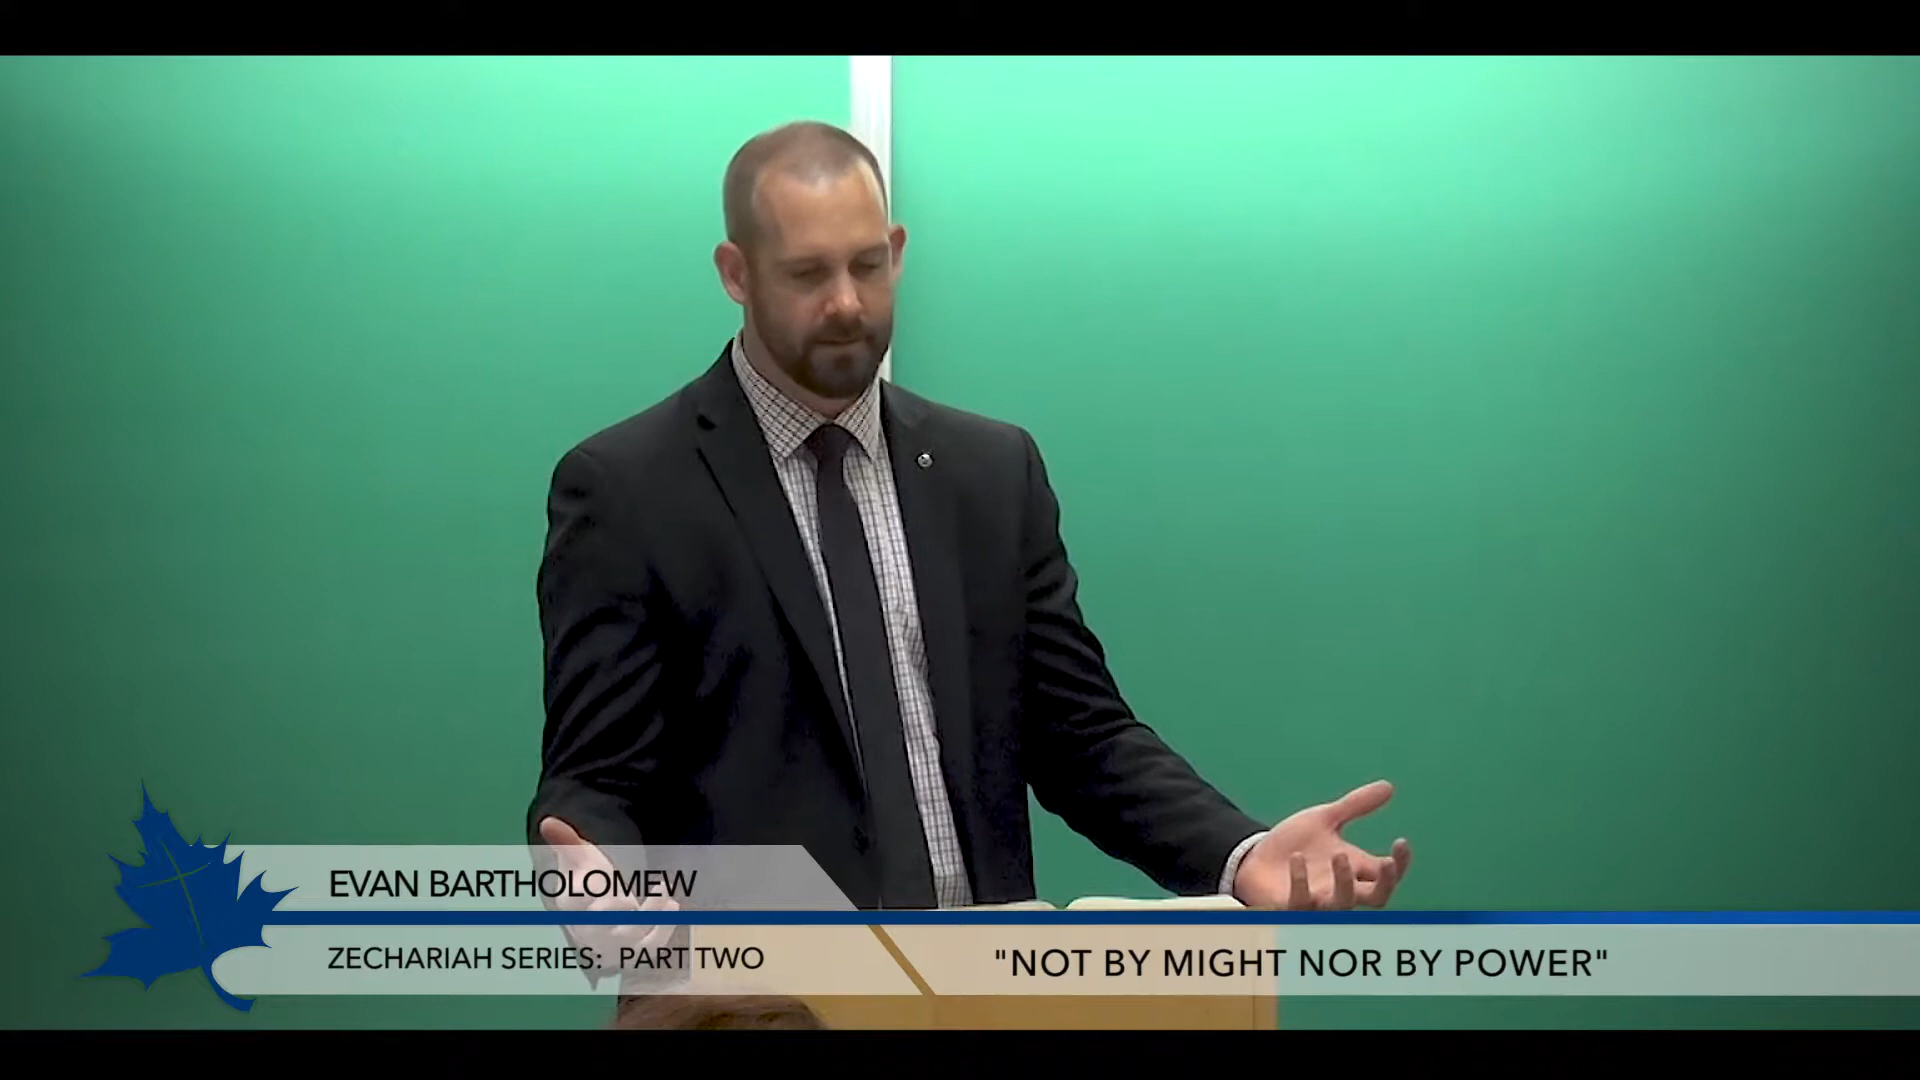 EVAN BARTHOLOMEW
ZECHARIAH SERIES: PART TWO
"NOT BY MIGHT NOR BY POWER"